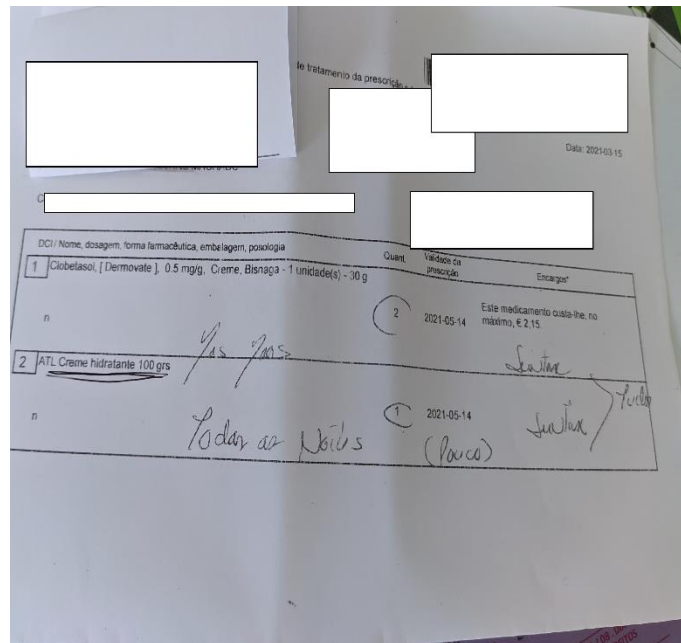 de tratamento da prescrição
Data: 2021-03-15
DCI / Nome, dosagem, forma farmacêutica, embalagem, posologia Quant. Validade da prescrição Encargos*
1 Clobetasol, [ Dermovate ], 0.5 mg/g, Creme, Bisnaga - 1 unidade(s) - 30 g
n 2 2021-05-14 Este medicamento custa-lhe, no máximo, € 2,15.
2 ATL Creme hidratante 100 grs
n 1 2021-05-14
Todas as Noites (Pouco)